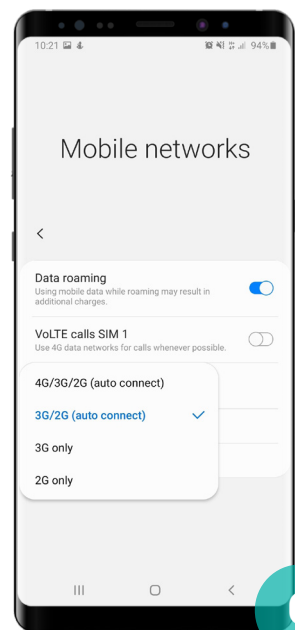 10:21 94%
Mobile networks
Data roaming
Using mobile data while roaming may result in
additional charges.
VoLTE calls SIM 1
Use 4G data networks for calls whenever possible.
4G/3G/2G (auto connect)
3G/2G (auto connect)
3G only
2G only